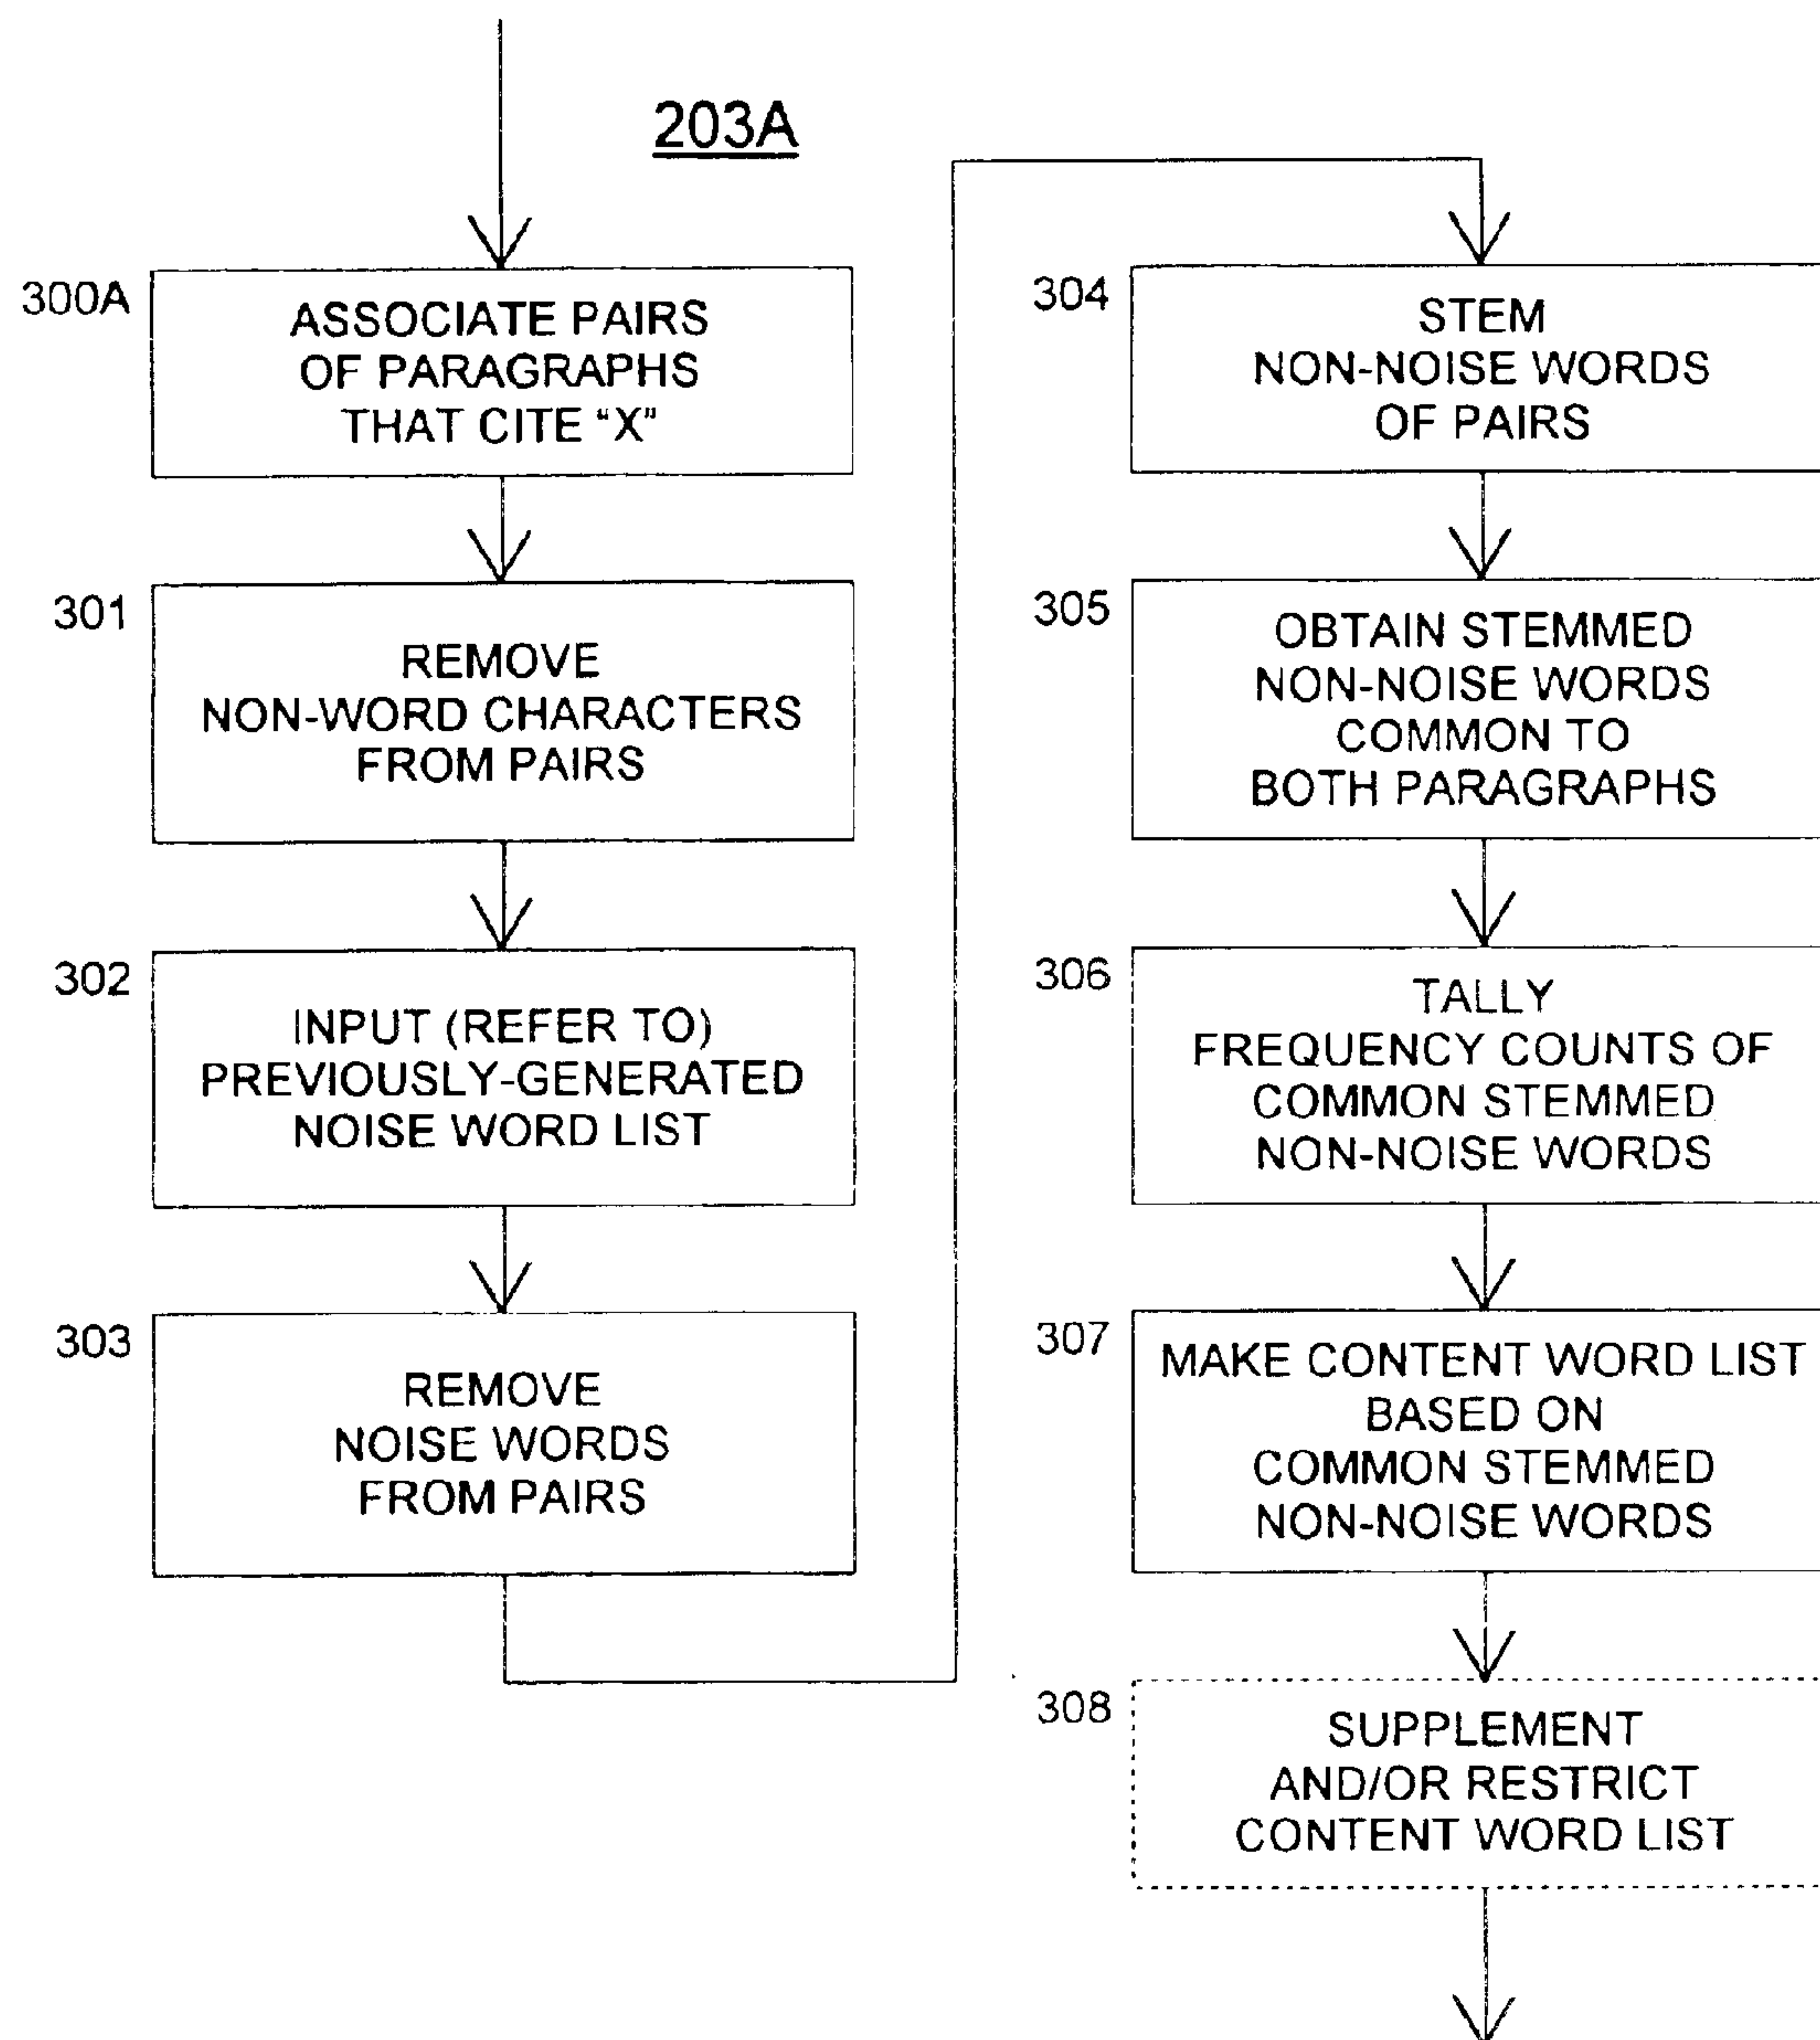 203A
300A
ASSOCIATE PAIRS
OF PARAGRAPHS
THAT CITE “X”
301
REMOVE
NON-WORD CHARACTERS
FROM PAIRS
302
INPUT (REFER TO)
PREVIOUSLY-GENERATED
NOISE WORD LIST
303
REMOVE
NOISE WORDS
FROM PAIRS
304
STEM
NON-NOISE WORDS
OF PAIRS
305
OBTAIN STEMMED
NON-NOISE WORDS
COMMON TO
BOTH PARAGRAPHS
306
TALLY
FREQUENCY COUNTS OF
COMMON STEMMED
NON-NOISE WORDS
307
MAKE CONTENT WORD LIST
BASED ON
COMMON STEMMED
NON-NOISE WORDS
308
SUPPLEMENT
AND/OR RESTRICT
CONTENT WORD LIST